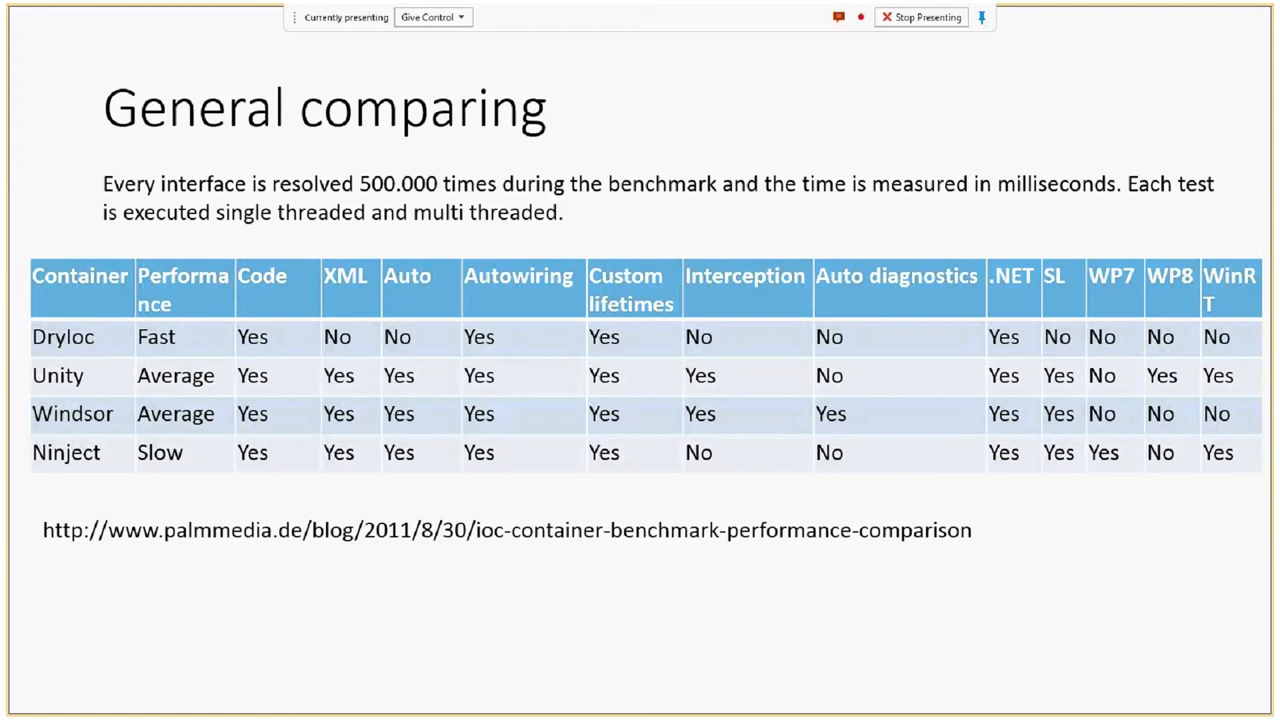 Currently presenting Give Control Stop Presenting
General comparing
Every interface is resolved 500.000 times during the benchmark and the time is measured in milliseconds. Each test
is executed single threaded and multi threaded.
Container Performa Code XML Auto Autowiring Custom Interception Auto diagnostics .NET SL WP7 WP8 WinR
nce lifetimes T
DryIoc Fast Yes No No Yes Yes No No Yes No No No No
Unity Average Yes Yes Yes Yes Yes Yes No Yes Yes No Yes Yes
Windsor Average Yes Yes Yes Yes Yes Yes Yes Yes Yes No No No
Ninject Slow Yes Yes Yes Yes Yes No No Yes Yes Yes No Yes
http://www.palmmedia.de/blog/2011/8/30/ioc-container-benchmark-performance-comparison